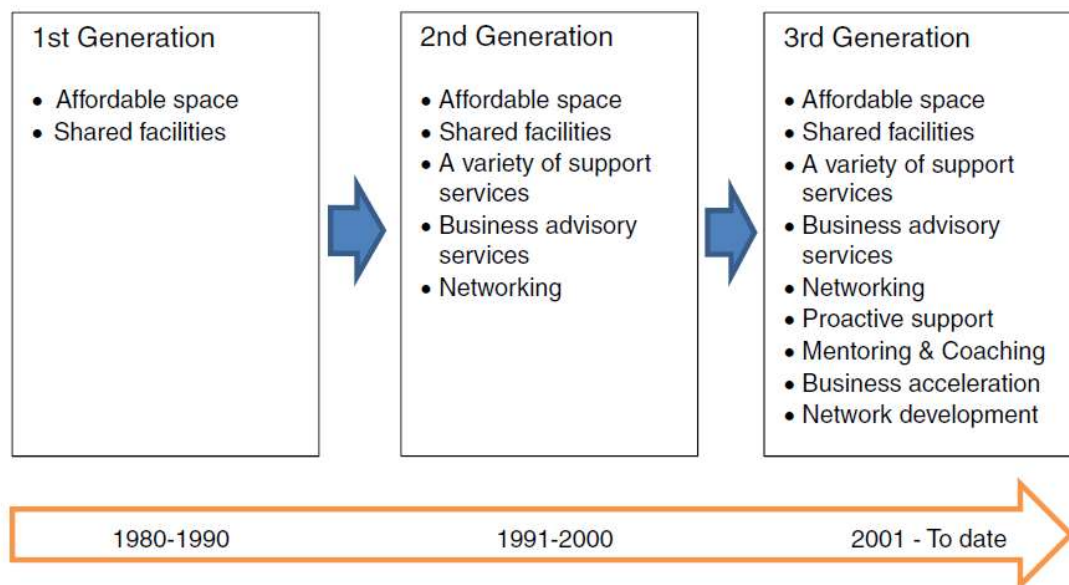 1st Generation
• Affordable space
• Shared facilities
2nd Generation
• Affordable space
• Shared facilities
• A variety of support
services
• Business advisory
services
• Networking
3rd Generation
• Affordable space
• Shared facilities
• A variety of support
services
• Business advisory
services
• Networking
• Proactive support
• Mentoring & Coaching
• Business acceleration
• Network development
1980-1990
1991-2000
2001 - To date